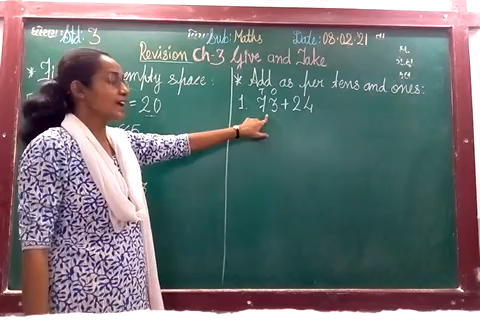 Std: 3 Sub: Maths Date: 08.02.21
Revision Ch-3 Give and Take
* Fi empty space:
= 20
* Add as per tens and ones:
T O
1. 73+24